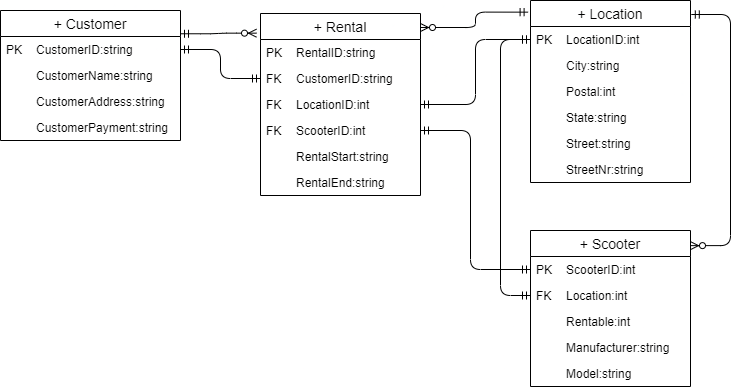 + Customer
PK CustomerID:string
CustomerName:string
CustomerAddress:string
CustomerPayment:string
+ Rental
PK RentalID:string
FK CustomerID:string
FK LocationID:int
FK ScooterID:int
RentalStart:string
RentalEnd:string
+ Location
PK LocationID:int
City:string
Postal:int
State:string
Street:string
StreetNr:string
+ Scooter
PK ScooterID:int
FK Location:int
Rentable:int
Manufacturer:string
Model:string